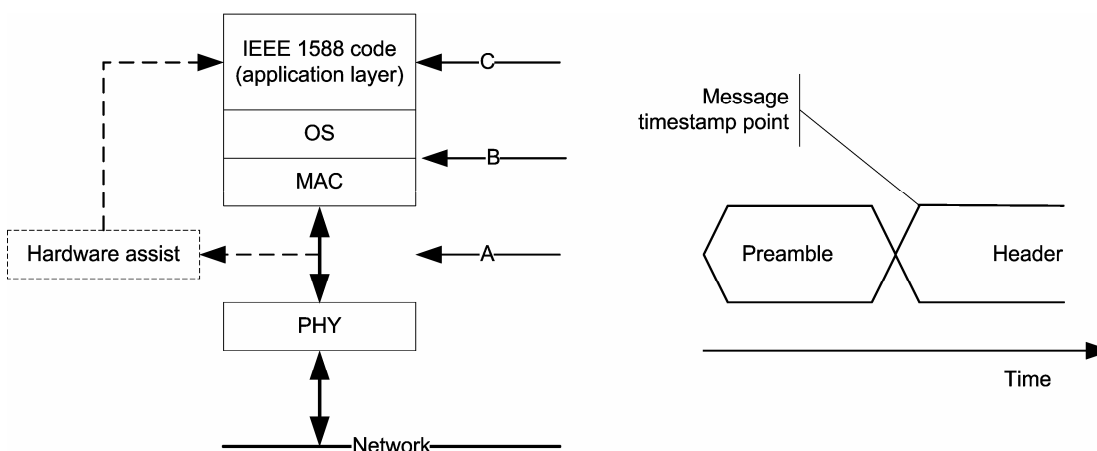 IEEE 1588 code
(application layer)
C
OS
B
MAC
Hardware assist
A
PHY
Network
Message
timestamp point
Preamble
Header
Time